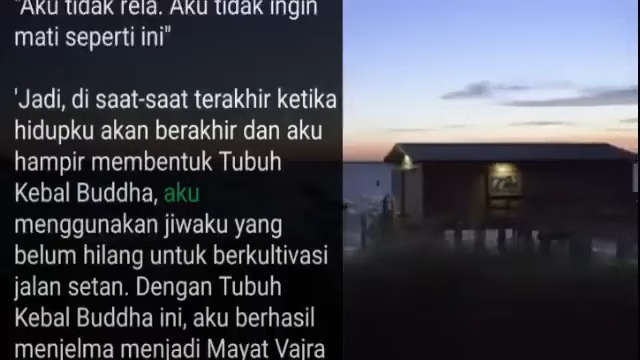 "Aku tidak rela. Aku tidak ingin
mati seperti ini"
'Jadi, di saat-saat terakhir ketika
hidupku akan berakhir dan aku
hampir membentuk Tubuh
Kebal Buddha, aku
menggunakan jiwaku yang
belum hilang untuk berkultivasi
jalan setan. Dengan Tubuh
Kebal Buddha ini, aku berhasil
menjelma menjadi Mayat Vajra